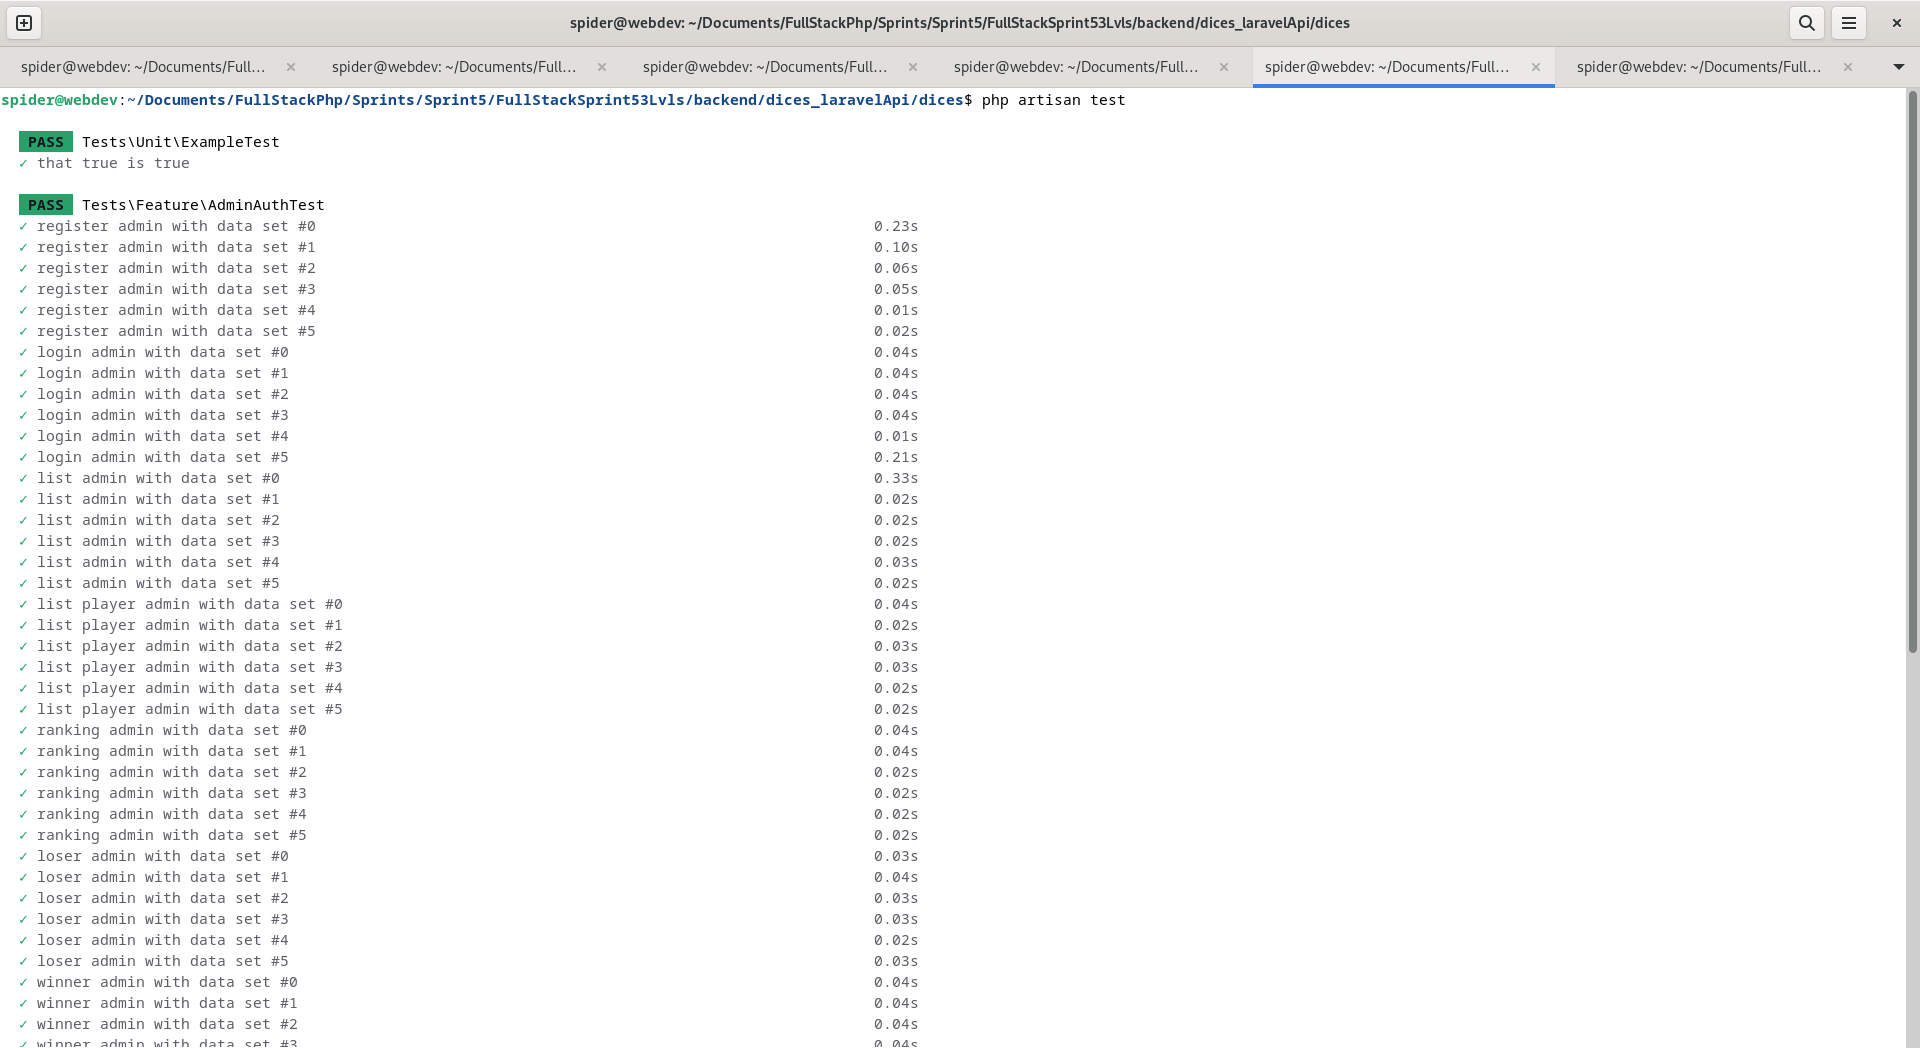 spider@webdev: ~/Documents/FullStackPhp/Sprints/Sprint5/FullStackSprint53Lvls/backend/dices_laravelApi/dices
spider@webdev: ~/Documents/Full... spider@webdev: ~/Documents/Full... spider@webdev: ~/Documents/Full... spider@webdev: ~/Documents/Full... spider@webdev: ~/Documents/Full... spider@webdev: ~/Documents/Full...
spider@webdev:~/Documents/FullStackPhp/Sprints/Sprint5/FullStackSprint53Lvls/backend/dices_laravelApi/dices$ php artisan test
PASS Tests\Unit\ExampleTest
✓ that true is true
PASS Tests\Feature\AdminAuthTest
✓ register admin with data set #0 0.23s
✓ register admin with data set #1 0.10s
✓ register admin with data set #2 0.06s
✓ register admin with data set #3 0.05s
✓ register admin with data set #4 0.01s
✓ register admin with data set #5 0.02s
✓ login admin with data set #0 0.04s
✓ login admin with data set #1 0.04s
✓ login admin with data set #2 0.04s
✓ login admin with data set #3 0.04s
✓ login admin with data set #4 0.01s
✓ login admin with data set #5 0.21s
✓ list admin with data set #0 0.33s
✓ list admin with data set #1 0.02s
✓ list admin with data set #2 0.02s
✓ list admin with data set #3 0.02s
✓ list admin with data set #4 0.03s
✓ list admin with data set #5 0.02s
✓ list player admin with data set #0 0.04s
✓ list player admin with data set #1 0.02s
✓ list player admin with data set #2 0.03s
✓ list player admin with data set #3 0.03s
✓ list player admin with data set #4 0.02s
✓ list player admin with data set #5 0.02s
✓ ranking admin with data set #0 0.04s
✓ ranking admin with data set #1 0.04s
✓ ranking admin with data set #2 0.02s
✓ ranking admin with data set #3 0.02s
✓ ranking admin with data set #4 0.02s
✓ ranking admin with data set #5 0.02s
✓ loser admin with data set #0 0.03s
✓ loser admin with data set #1 0.04s
✓ loser admin with data set #2 0.03s
✓ loser admin with data set #3 0.03s
✓ loser admin with data set #4 0.02s
✓ loser admin with data set #5 0.03s
✓ winner admin with data set #0 0.04s
✓ winner admin with data set #1 0.04s
✓ winner admin with data set #2 0.04s
✓ winner admin with data set #3 0.04s